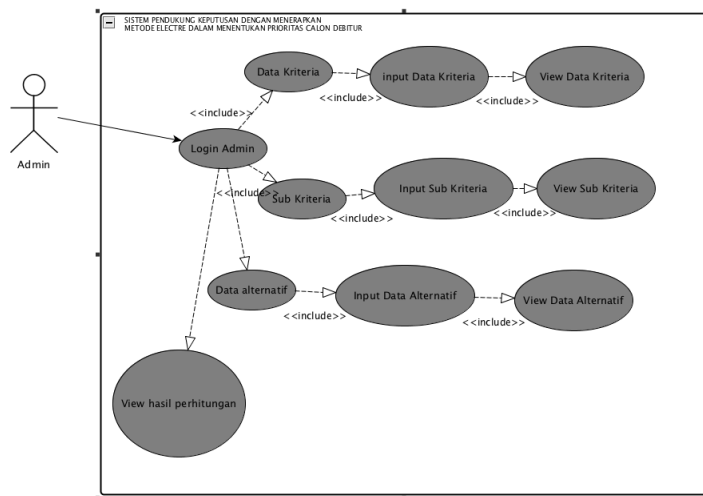 SISTEM PENDUKUNG KEPUTUSAN DENGAN MENERAPKAN
METODE ELECTRE DALAM MENENTUKAN PRIORITAS CALON DEBITUR
Data Kriteria
input Data Kriteria
View Data Kriteria
<<include>>
<<include>>
<<include>>
Admin
Login Admin
<<include>>
Sub Kriteria
Input Sub Kriteria
View Sub Kriteria
<<include>>
<<include>>
Data alternatif
Input Data Alternatif
View Data Alternatif
<<include>>
<<include>>
View hasil perhitungan